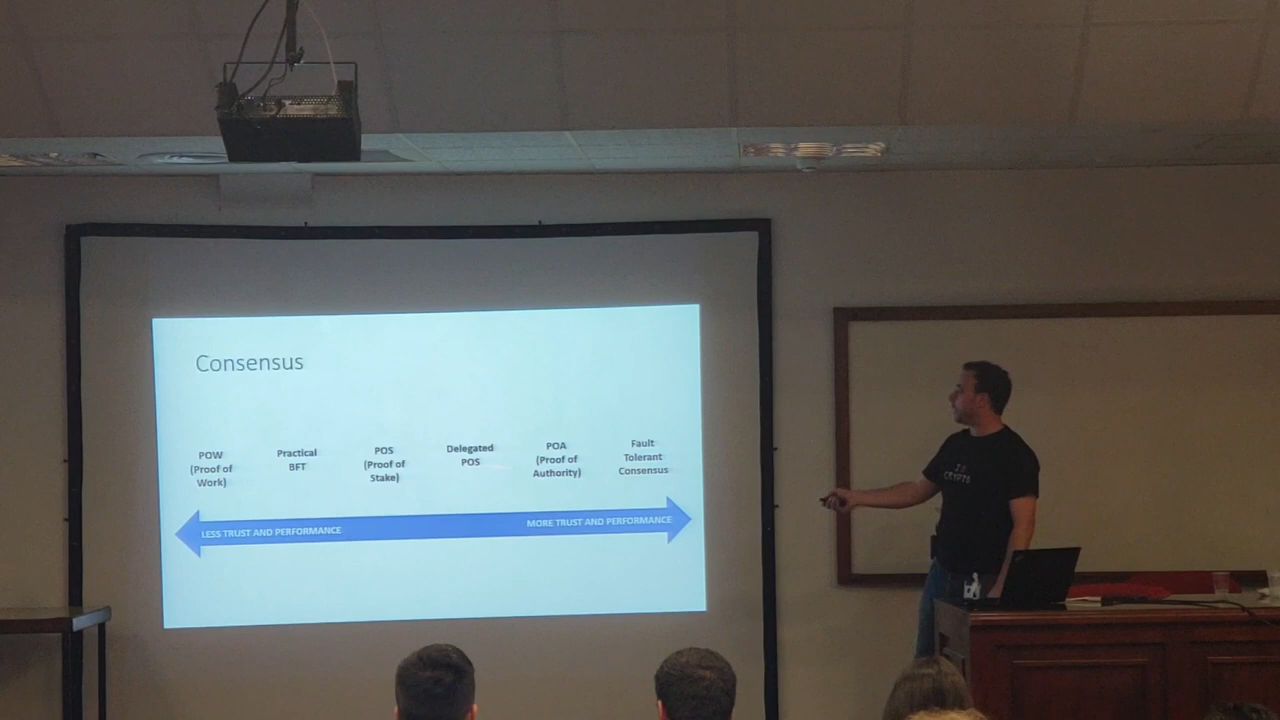 Consensus
POW
(Proof of
Work)
Practical
BFT
POS
(Proof of
Stake)
Delegated
POS
POA
(Proof of
Authority)
Fault
Tolerant
Consensus
LESS TRUST AND PERFORMANCE
MORE TRUST AND PERFORMANCE
CRYPTO